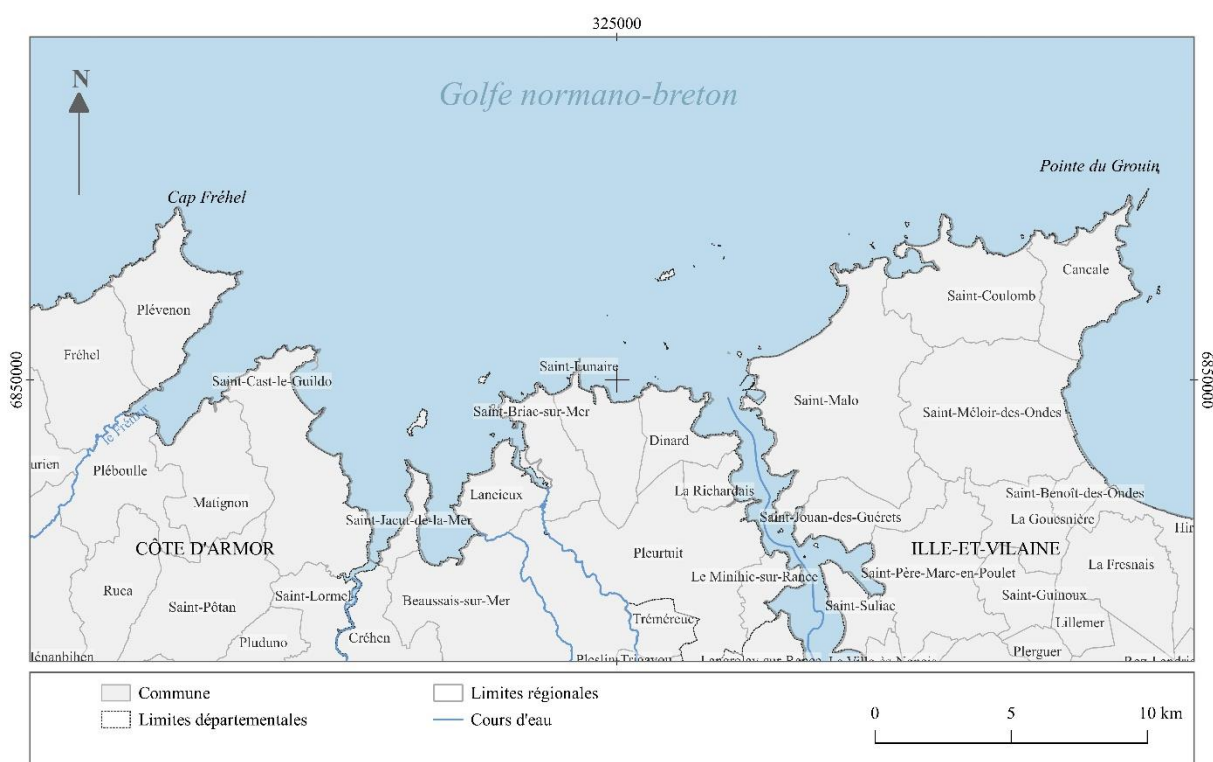 325000
N
Golfe normano-breton
Pointe du Grouin
Cap Fréhel
Cancale
Saint-Coulomb
Plévenon
Fréhel
6850000
6850000
Saint-Lunaire
Saint-Cast-le-Guildo
Saint-Malo
Saint-Briac-sur-Mer
Saint-Méloir-des-Ondes
le Frémur
Dinard
urien
Pléboulle
Lancieux
La Richardais
Saint-Benoît-des-Ondes
Matignon
Saint-Jacut-de-la-Mer
Saint-Jouan-des-Guérets
La Gouesnière
Hir
CÔTE D'ARMOR
Pleurtuit
ILLE-ET-VILAINE
La Fresnais
Le Minihic-sur-Rance
Saint-Père-Marc-en-Poulet
Ruca
Saint-Lormel
Beaussais-sur-Mer
Saint-Guinoux
Saint-Pôtan
Saint-Suliac
Tréméreuc
Lillemer
Créhen
Pluduno
Plerguer
Commune
Limites régionales
Limites départementales
Cours d'eau
0
5
10 km